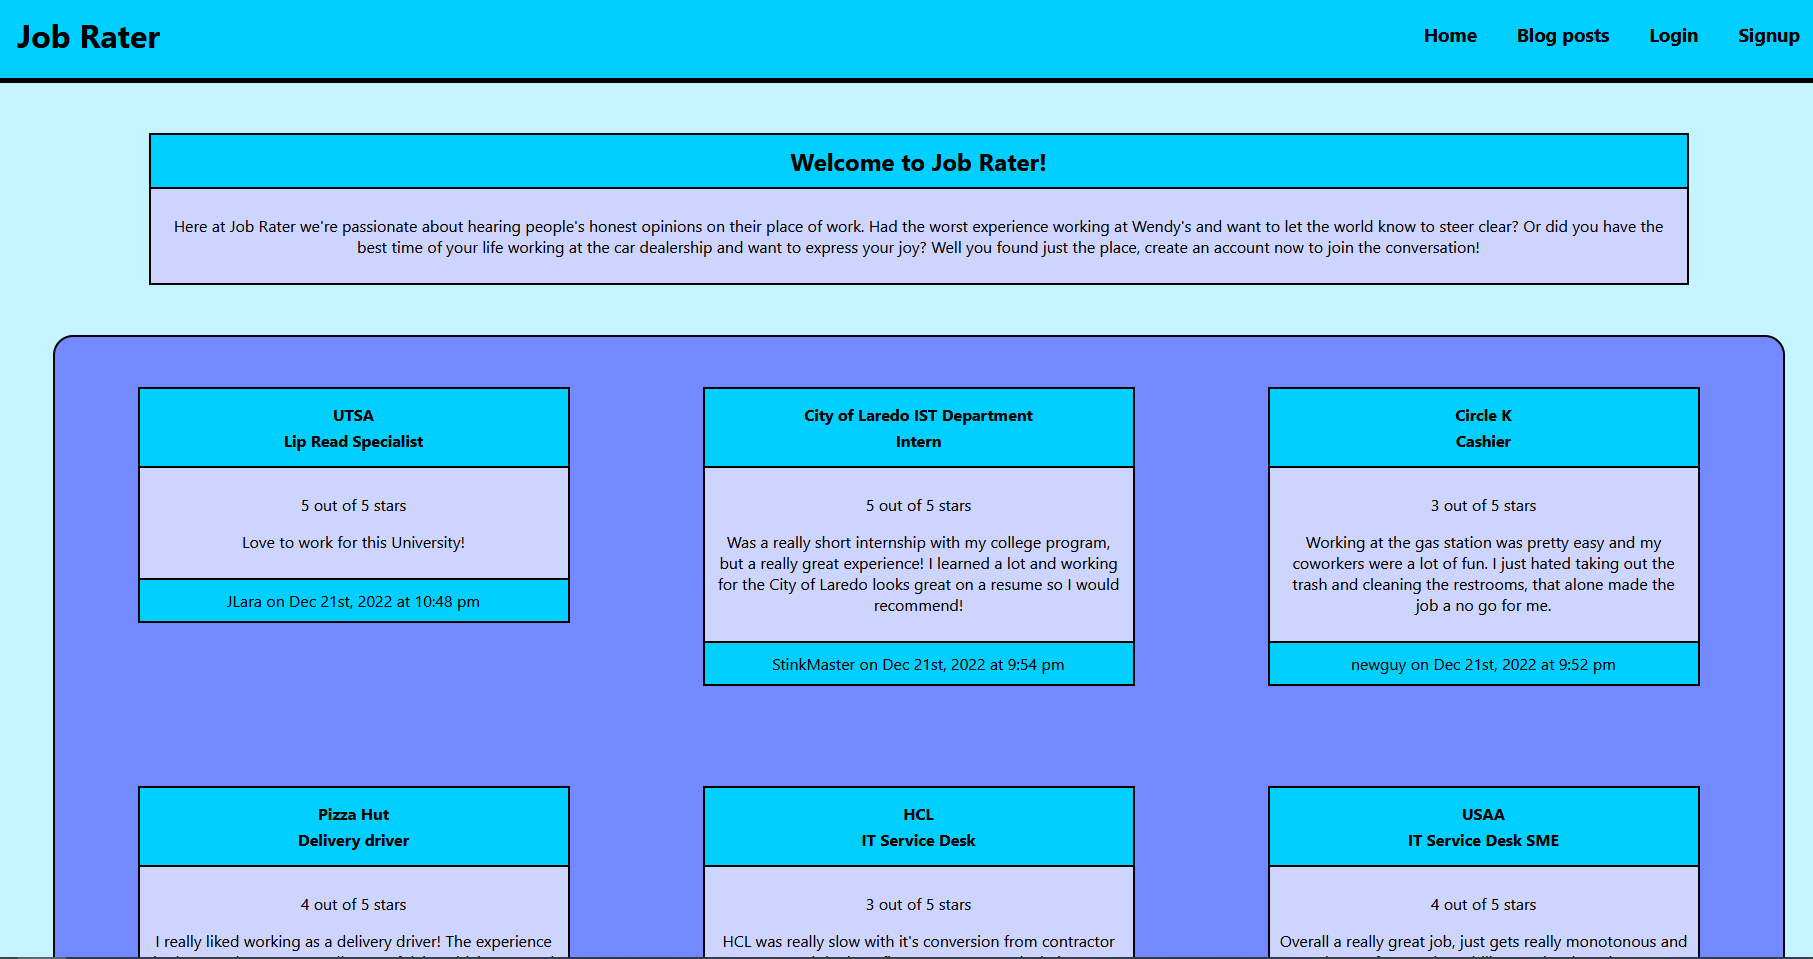 Job Rater
Home Blog posts Login Signup
Welcome to Job Rater!
Here at Job Rater we're passionate about hearing people's honest opinions on their place of work. Had the worst experience working at Wendy's and want to let the world know to steer clear? Or did you have the
best time of your life working at the car dealership and want to express your joy? Well you found just the place, create an account now to join the conversation!
UTSA
Lip Read Specialist
5 out of 5 stars
Love to work for this University!
JLara on Dec 21st, 2022 at 10:48 pm
City of Laredo IST Department
Intern
5 out of 5 stars
Was a really short internship with my college program,
but a really great experience! I learned a lot and working
for the City of Laredo looks great on a resume so I would
recommend!
StinkMaster on Dec 21st, 2022 at 9:54 pm
Circle K
Cashier
3 out of 5 stars
Working at the gas station was pretty easy and my
coworkers were a lot of fun. I just hated taking out the
trash and cleaning the restrooms, that alone made the
job a no go for me.
newguy on Dec 21st, 2022 at 9:52 pm
Pizza Hut
Delivery driver
4 out of 5 stars
I really liked working as a delivery driver! The experience
HCL
IT Service Desk
3 out of 5 stars
HCL was really slow with it's conversion from contractor
USAA
IT Service Desk SME
4 out of 5 stars
Overall a really great job, just gets really monotonous and